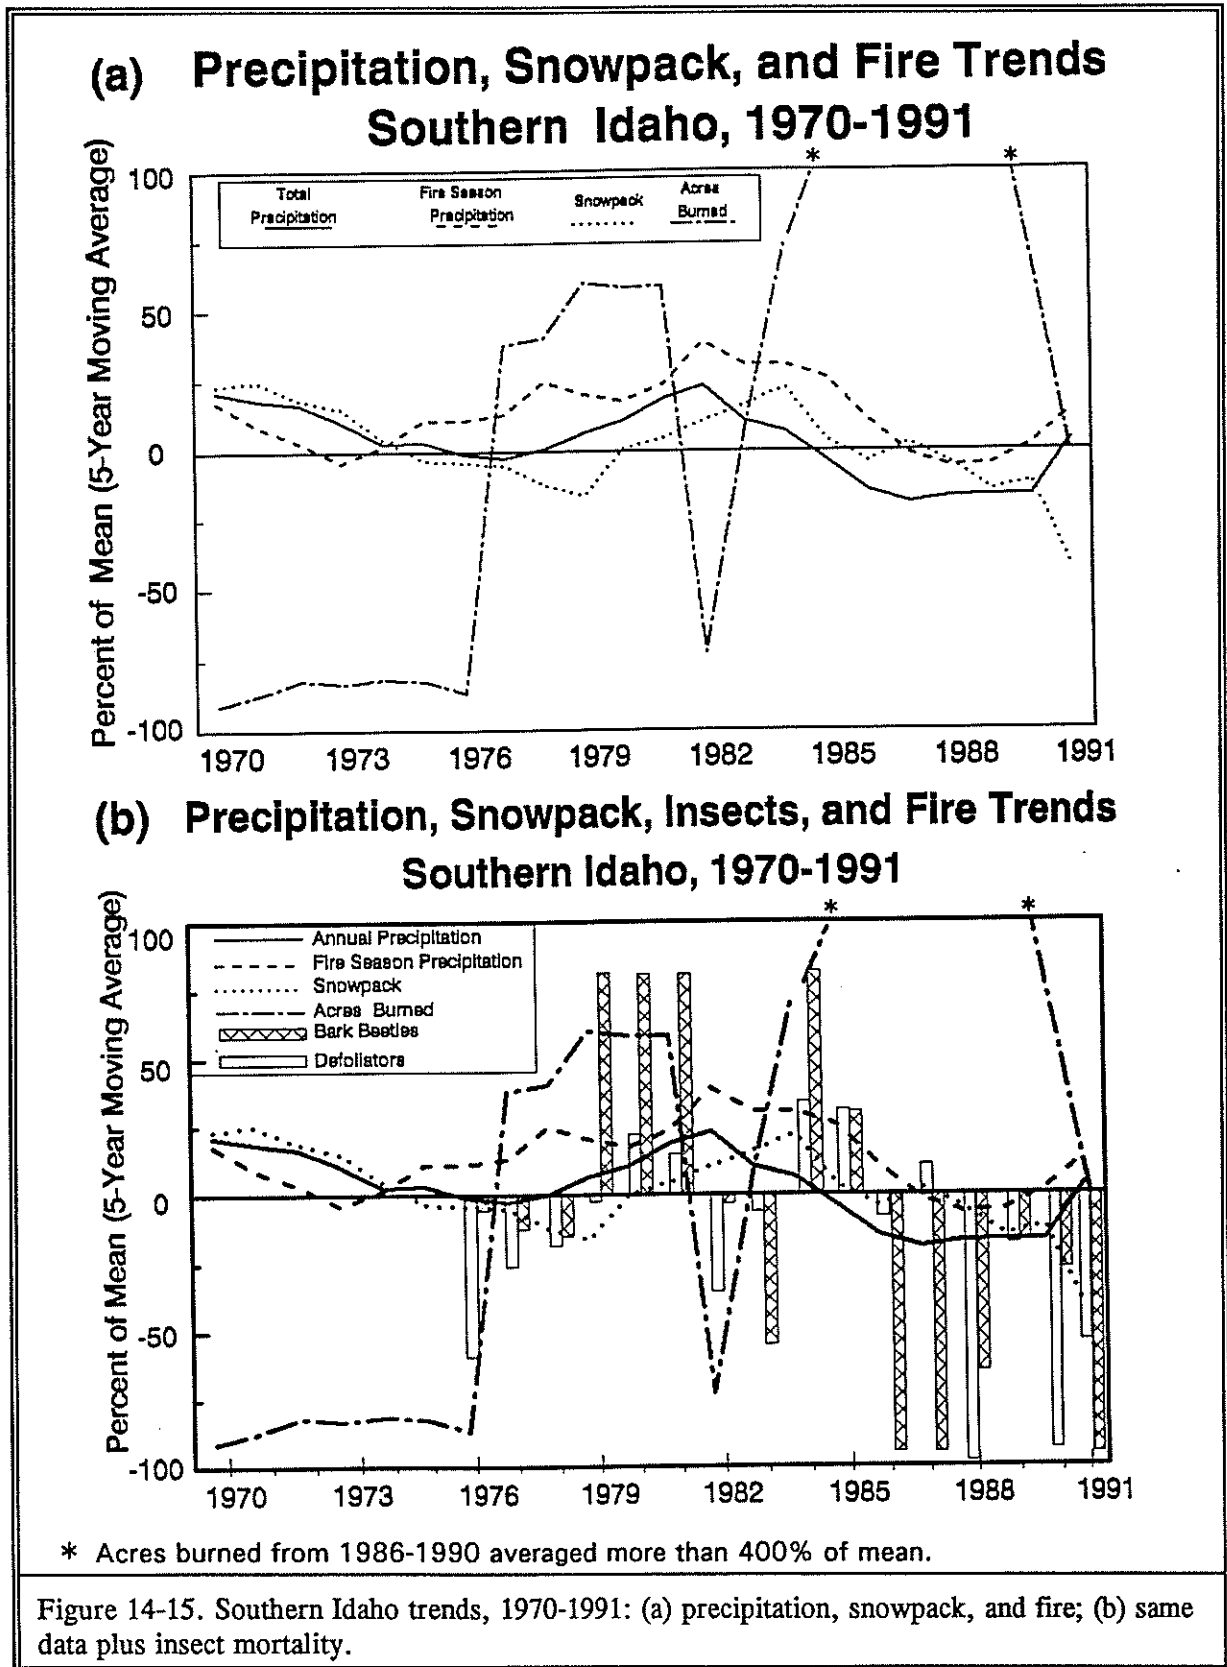 (a) Precipitation, Snowpack, and Fire Trends
Southern Idaho, 1970-1991
* *
Percent of Mean (5-Year Moving Average)
100
50
0
-50
-100
Total
Precipitation
Fire Season
Precipitation
Snowpack
Acres
Burned
1970 1973 1976 1979 1982 1985 1988 1991
(b) Precipitation, Snowpack, Insects, and Fire Trends
Southern Idaho, 1970-1991
* *
Percent of Mean (5-Year Moving Average)
100
50
0
-50
-100
Annual Precipitation
Fire Season Precipitation
Snowpack
Acres Burned
Bark Beetles
Defoliators
1970 1973 1976 1979 1982 1985 1988 1991
* Acres burned from 1986-1990 averaged more than 400% of mean.
Figure 14-15. Southern Idaho trends, 1970-1991: (a) precipitation, snowpack, and fire; (b) same
data plus insect mortality.